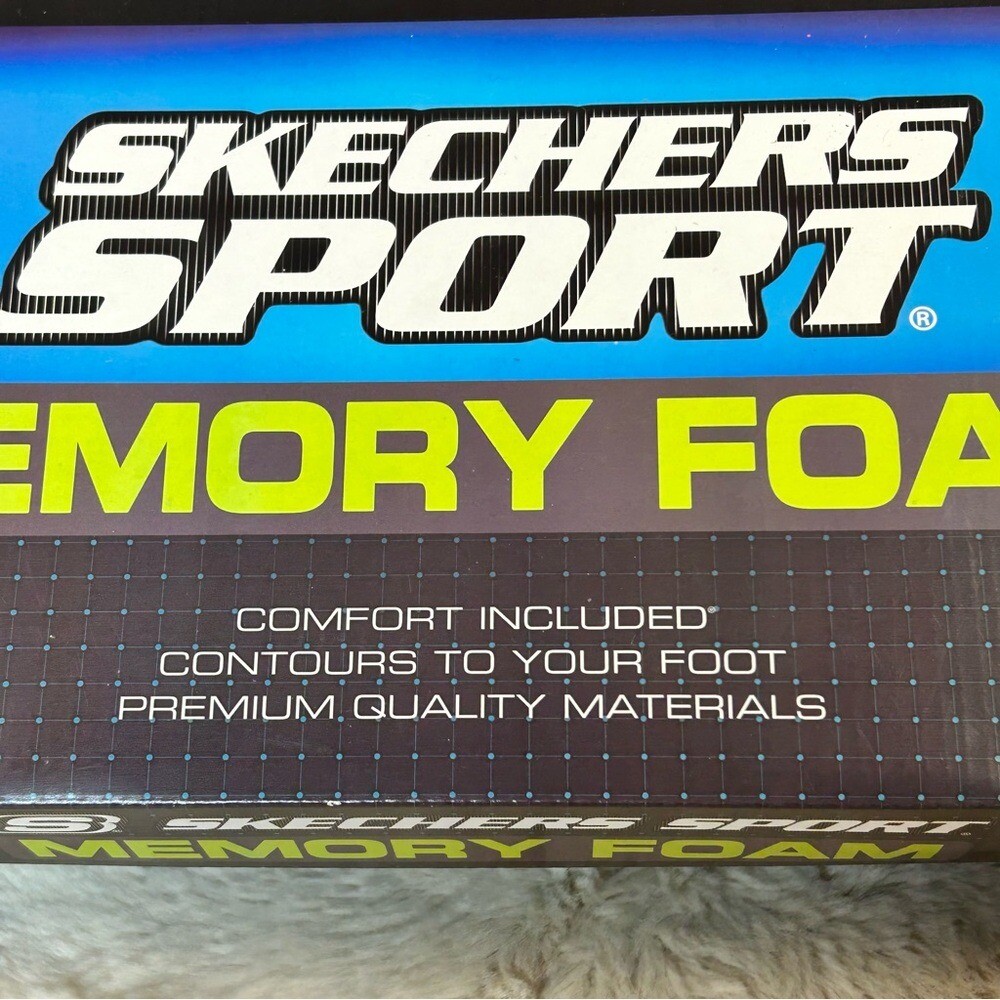 SKECHERS
SPORT®
EMORY FOA
COMFORT INCLUDED®
CONTOURS TO YOUR FOOT
PREMIUM QUALITY MATERIALS
S SKECHERS SPORT®
MEMORY FOAM